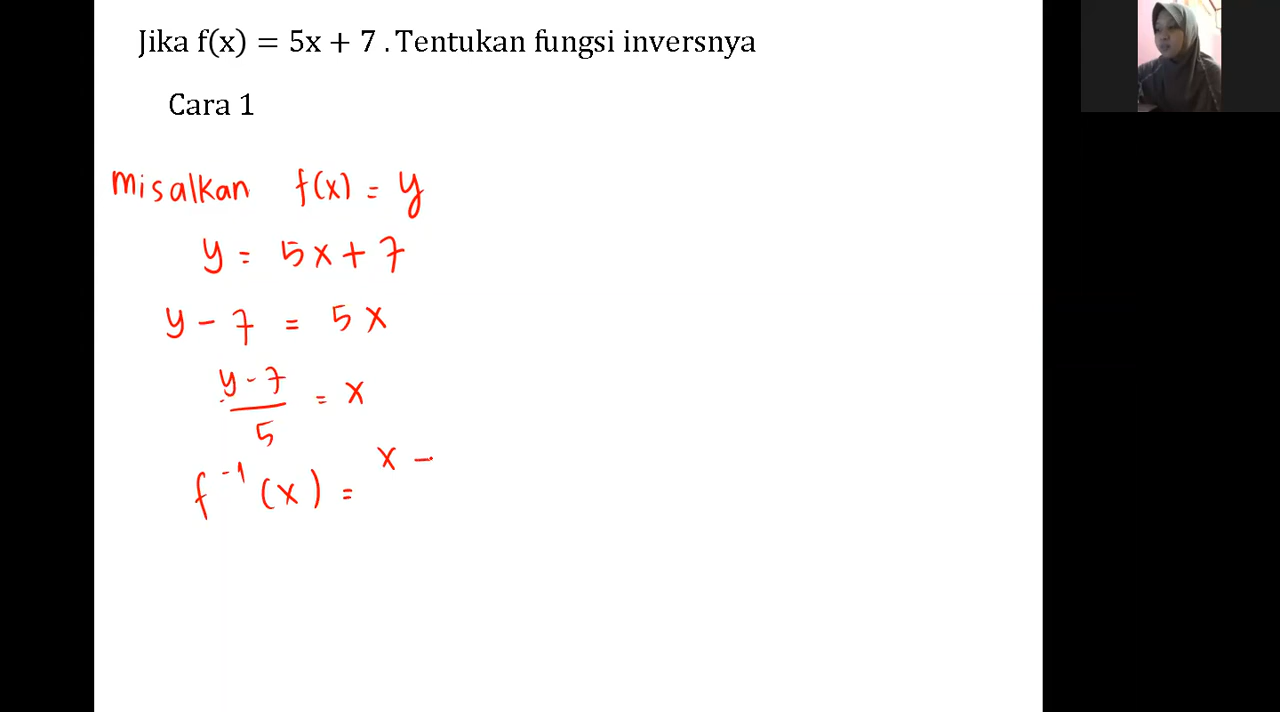 Jika f(x) = 5x + 7 . Tentukan fungsi inversnya
Cara 1
Misalkan f(x) = y
y = 5x + 7
y - 7 = 5x
y - 7 / 5 = x
f⁻¹(x) = x -